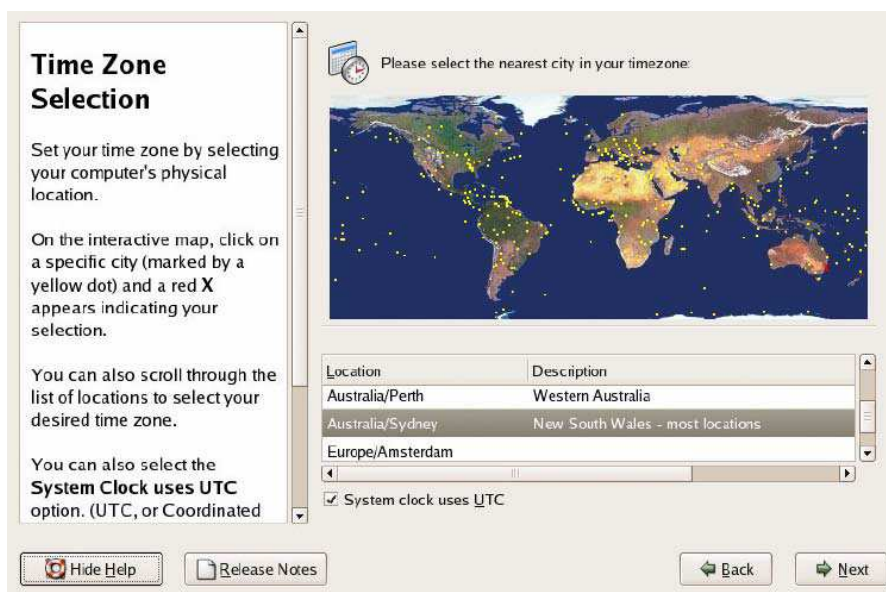 Time Zone
Selection
Set your time zone by selecting
your computer's physical
location.
On the interactive map, click on
a specific city (marked by a
yellow dot) and a red X
appears indicating your
selection.
You can also scroll through the
list of locations to select your
desired time zone.
You can also select the
System Clock uses UTC
option. (UTC, or Coordinated
Please select the nearest city in your timezone:
Location Description
Australia/Perth Western Australia
Australia/Sydney New South Wales - most locations
Europe/Amsterdam
System clock uses UTC
Hide Help Release Notes Back Next